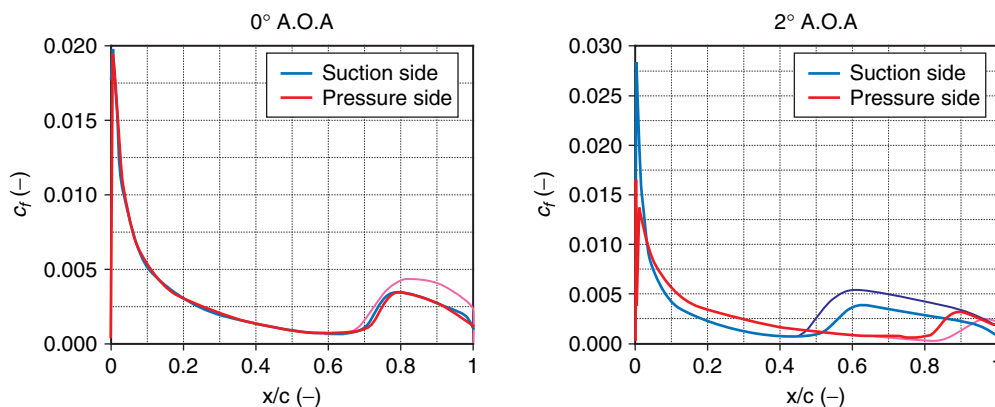 0° A.O.A
0.020
0.015
0.010
0.005
0.000
c_f (–)
Suction side
Pressure side
0
0.2
0.4
0.6
0.8
1
x/c (–)
2° A.O.A
0.030
0.025
0.020
0.015
0.010
0.005
0.000
c_f (–)
Suction side
Pressure side
0
0.2
0.4
0.6
0.8
1
x/c (–)